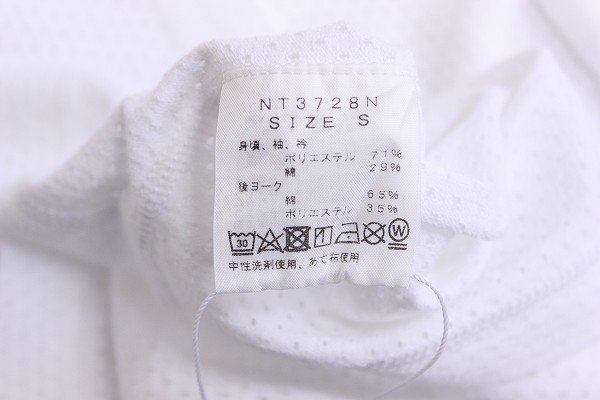 NT3728N
SIZE S
身頃、袖、衿
ポリエステル 71%
綿 29%
後ヨーク
綿 65%
ポリエステル 35%
30 W
中性洗剤使用、あて布使用